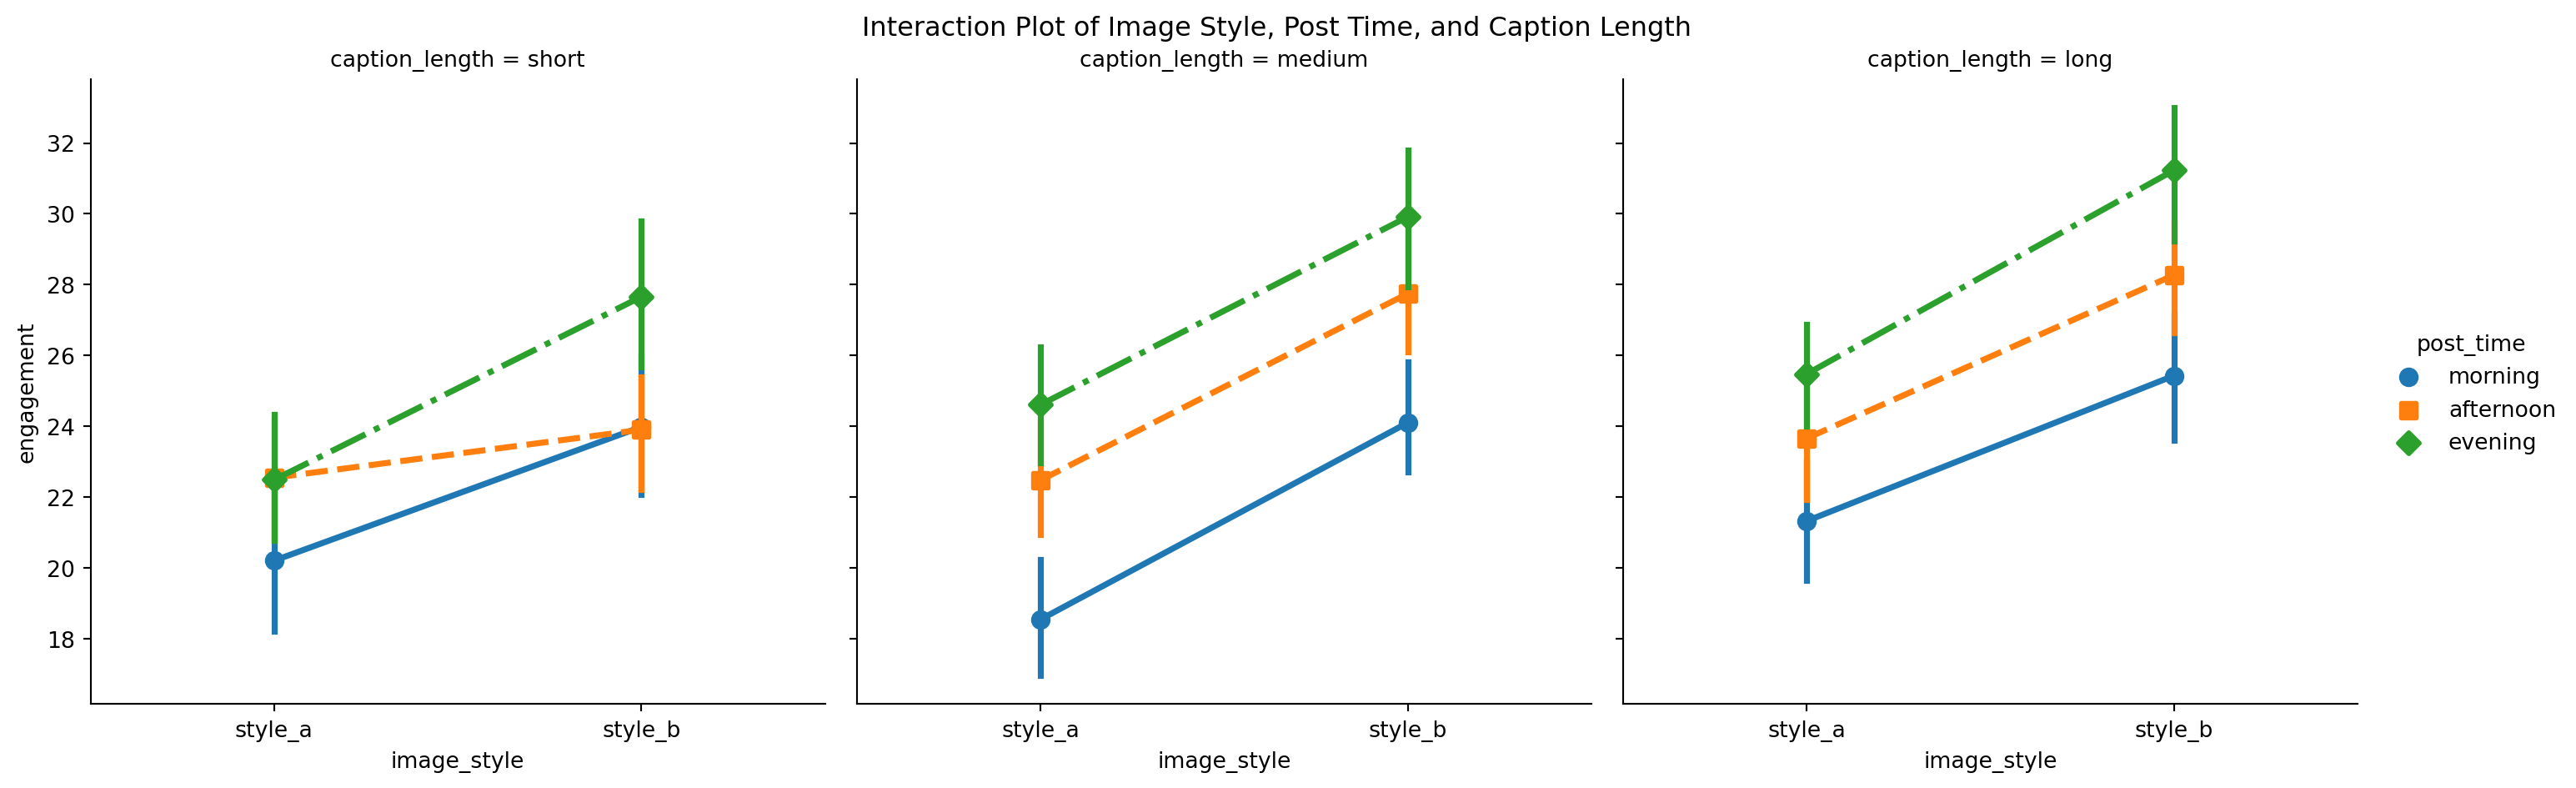 Interaction Plot of Image Style, Post Time, and Caption Length
caption_length = short
caption_length = medium
caption_length = long
32
30
28
26
24
22
20
18
engagement
style_a
style_b
style_a
style_b
style_a
style_b
image_style
image_style
image_style
post_time
morning
afternoon
evening